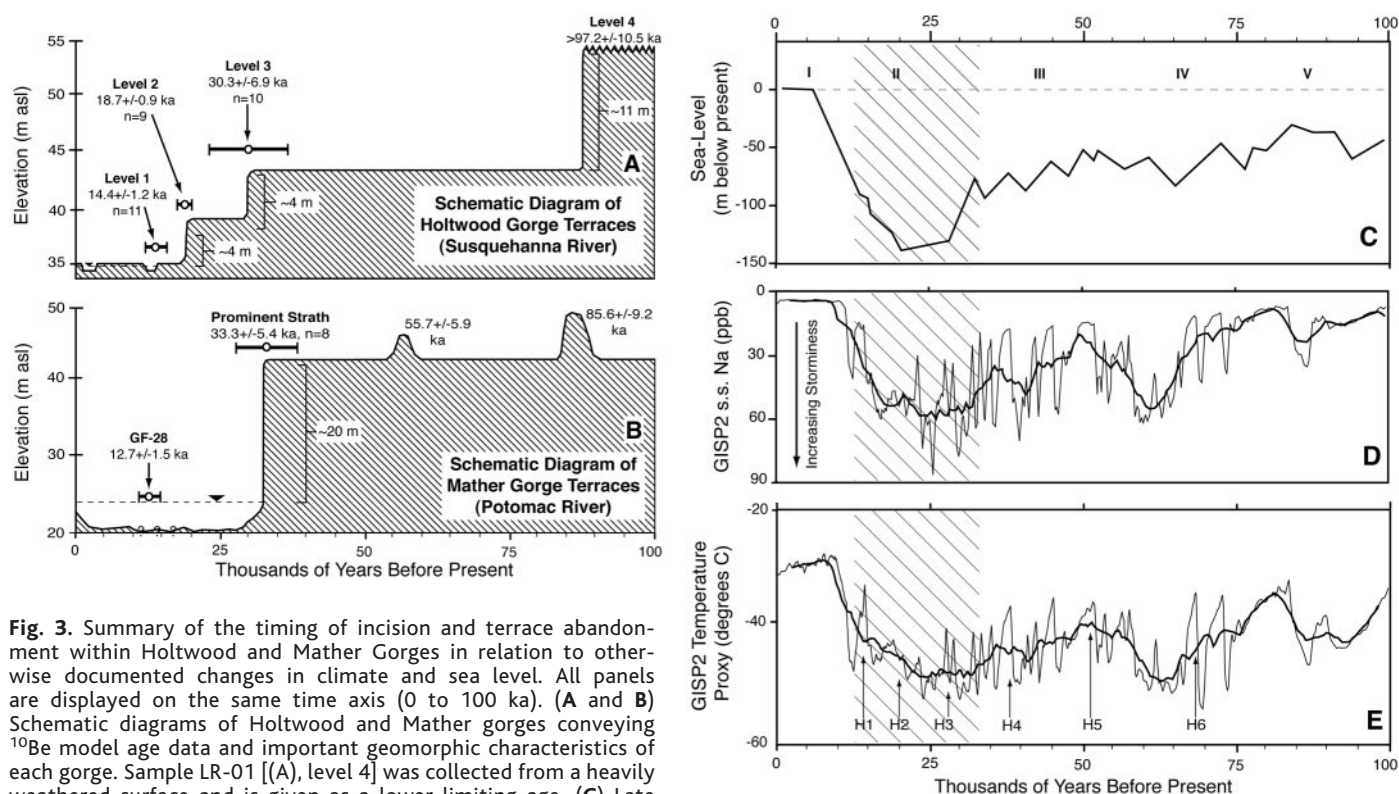 Level 4
>97.2+/-10.5 ka
Level 3
30.3+/-6.9 ka
n=10
Level 2
18.7+/-0.9 ka
n=9
Level 1
14.4+/-1.2 ka
n=11
~11 m
~4 m
~4 m
A
Schematic Diagram of
Holtwood Gorge Terraces
(Susquehanna River)
Elevation (m asl)
55
50
45
40
35
Prominent Strath
33.3+/-5.4 ka, n=8
55.7+/-5.9
ka
85.6+/-9.2
ka
GF-28
12.7+/-1.5 ka
~20 m
B
Schematic Diagram of
Mather Gorge Terraces
(Potomac River)
Elevation (m asl)
50
40
30
20
0 25 50 75 100
Thousands of Years Before Present
Fig. 3. Summary of the timing of incision and terrace abandon-
ment within Holtwood and Mather Gorges in relation to other-
wise documented changes in climate and sea level. All panels
are displayed on the same time axis (0 to 100 ka). (A and B)
Schematic diagrams of Holtwood and Mather gorges conveying
¹⁰Be model age data and important geomorphic characteristics of
each gorge. Sample LR-01 [(A), level 4] was collected from a heavily
weathered surface and is given as a lower limiting age. (C) Late
0 25 50 75 100
I II III IV V
Sea-Level
(m below present)
0
-50
-100
-150
C
GISP2 s.s. Na (ppb)
0
30
60
90
Increasing Storminess
D
GISP2 Temperature
Proxy (degrees C)
-20
-40
-60
H1 H2 H3 H4 H5 H6
E
0 25 50 75 100
Thousands of Years Before Present